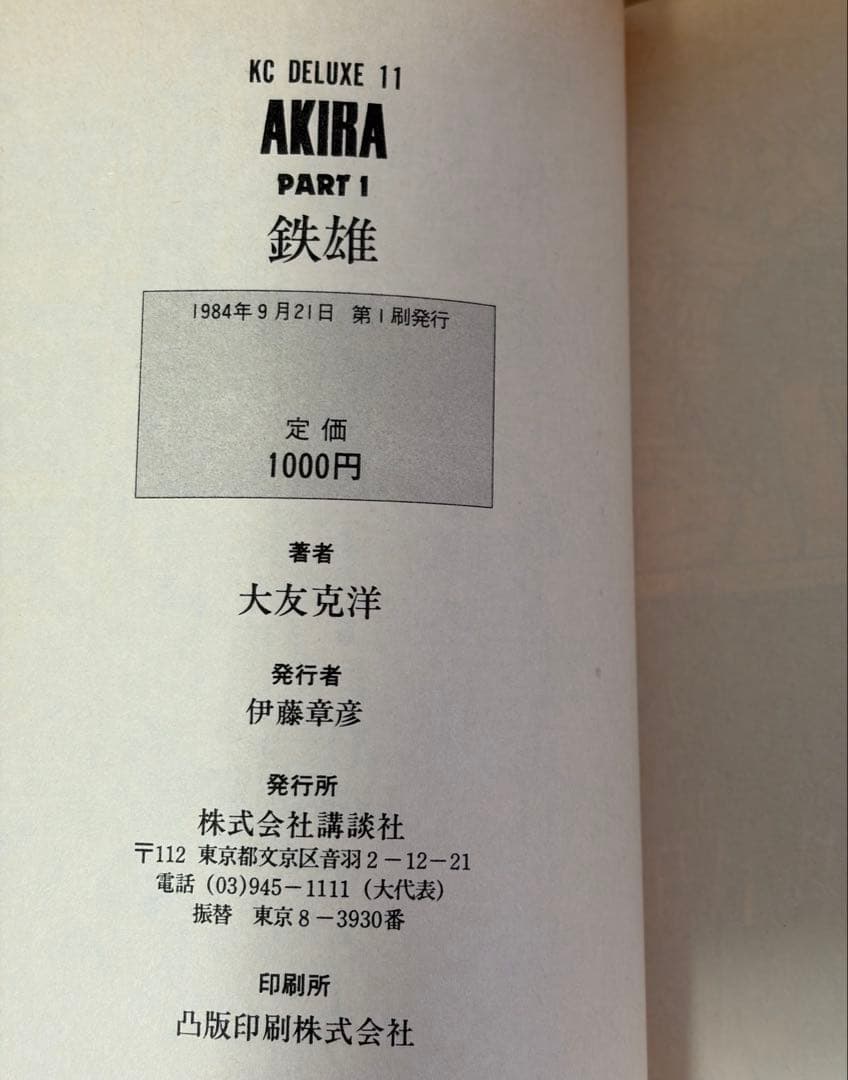 KC DELUXE 11
AKIRA
PART 1
鉄雄
1984年9月21日 第1刷発行
定価
1000円
著者
大友克洋
発行者
伊藤章彦
発行所
株式会社講談社
〒112 東京都文京区音羽2-12-21
電話 (03)945-1111 (大代表)
振替 東京8-3930番
印刷所
凸版印刷株式会社